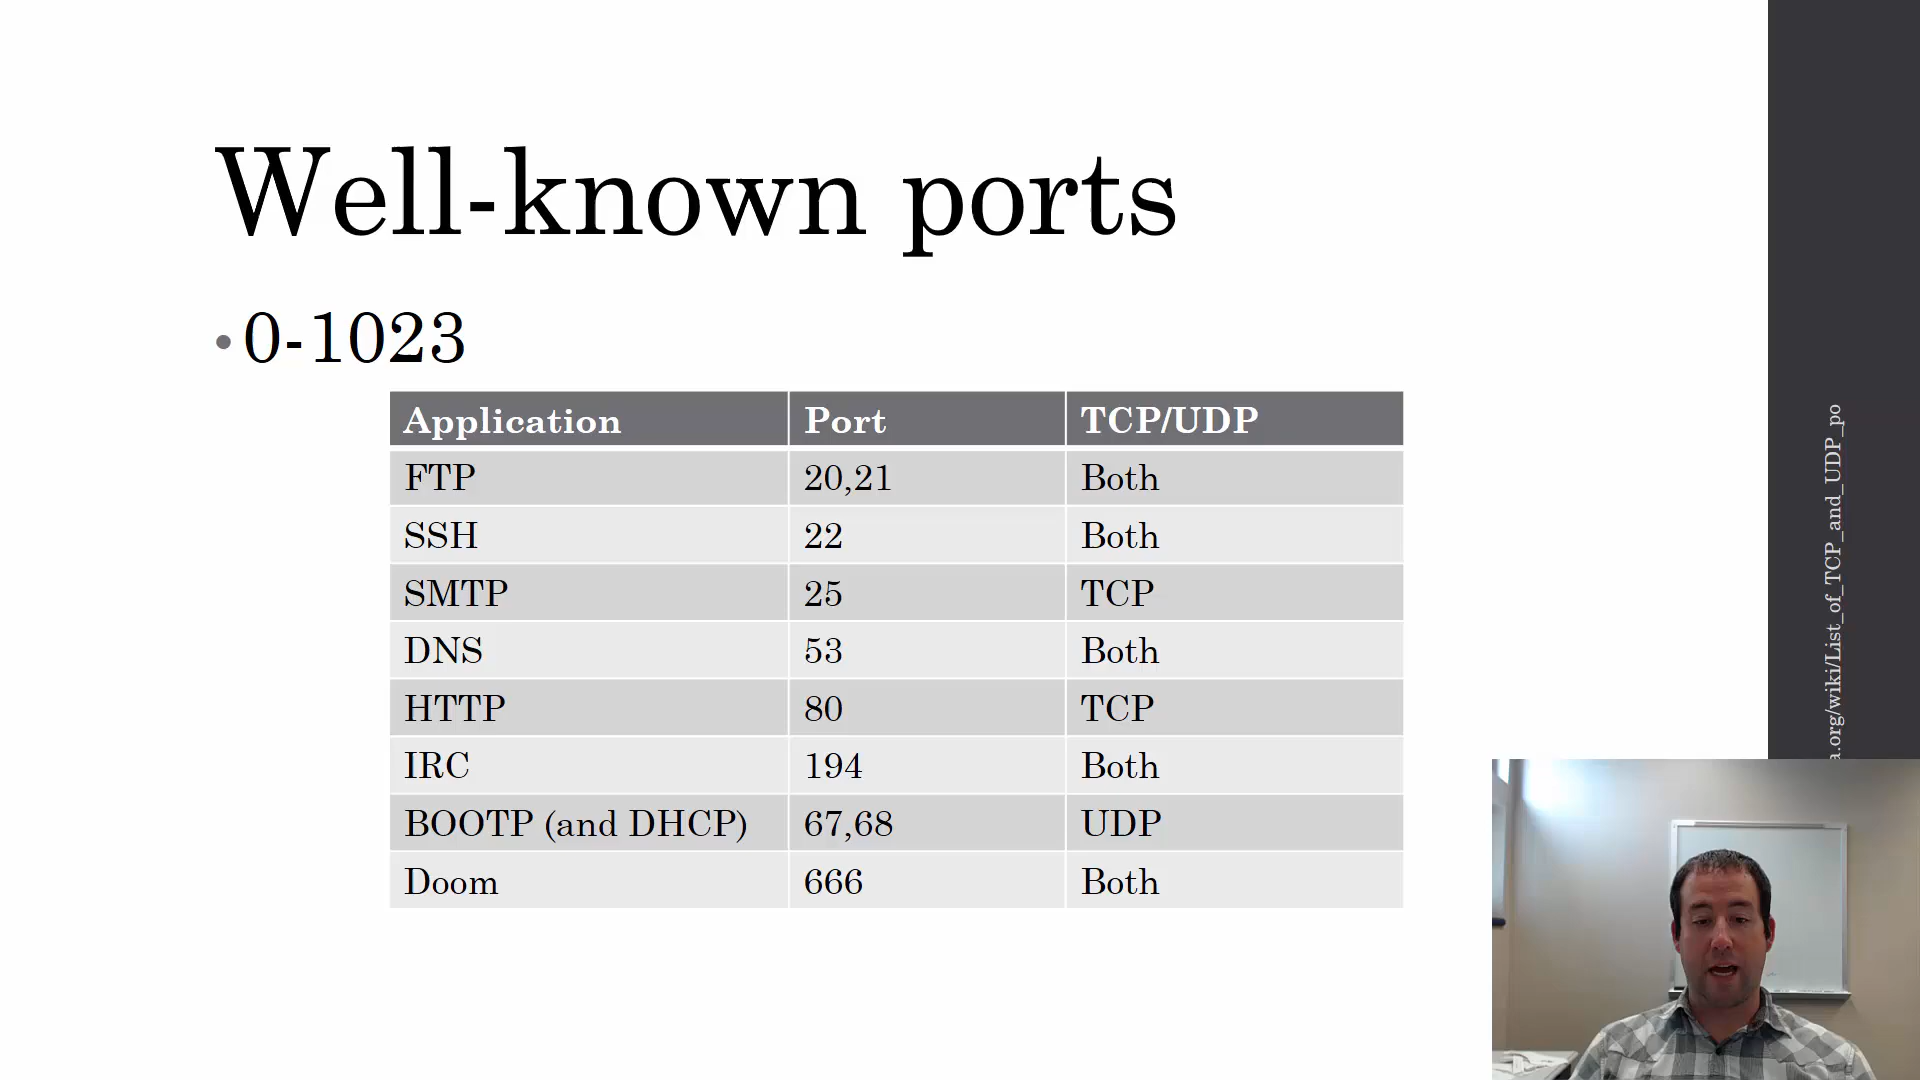 Well-known ports
• 0-1023
Application Port TCP/UDP
FTP 20,21 Both
SSH 22 Both
SMTP 25 TCP
DNS 53 Both
HTTP 80 TCP
IRC 194 Both
BOOTP (and DHCP) 67,68 UDP
Doom 666 Both
a.org/wiki/List_of_TCP_and_UDP_po